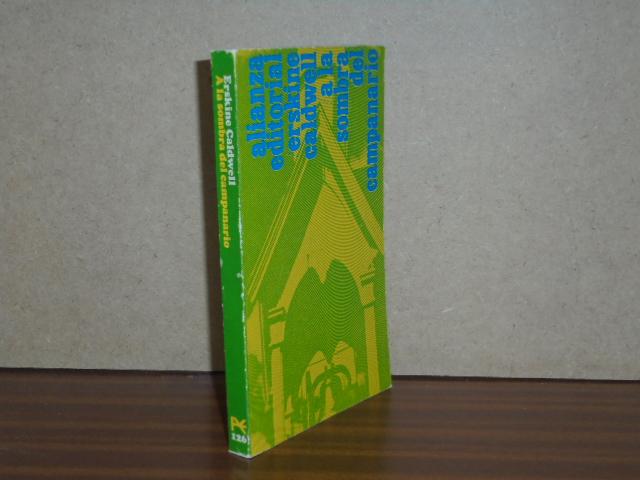 Erskine Caldwell
A la sombra del campanario
126
alianza
editorial
erskine
caldwell
a la
sombra
del
campanario